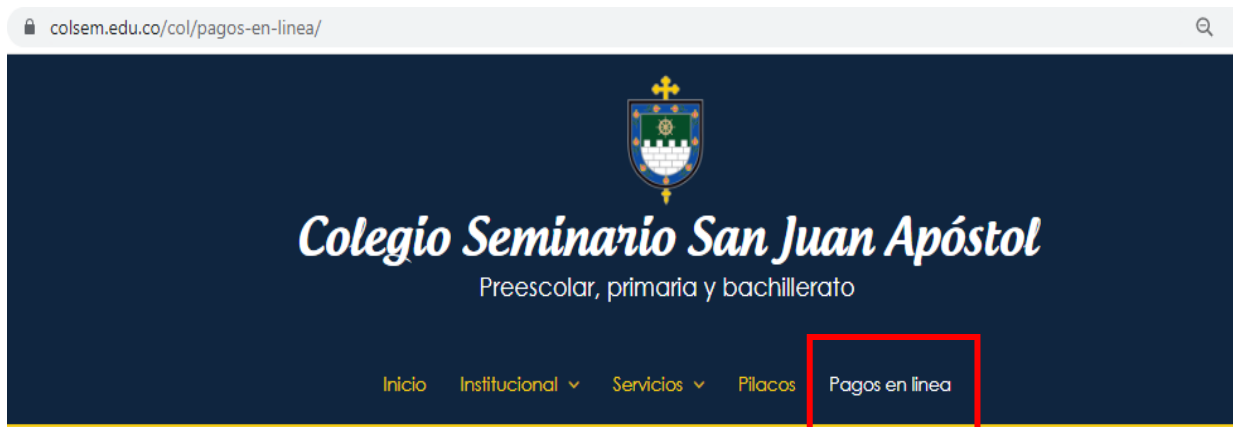 colsem.edu.co/col/pagos-en-linea/
Colegio Seminario San Juan Apóstol
Preescolar, primaria y bachillerato
Inicio Institucional Servicios Pilacos Pagos en linea